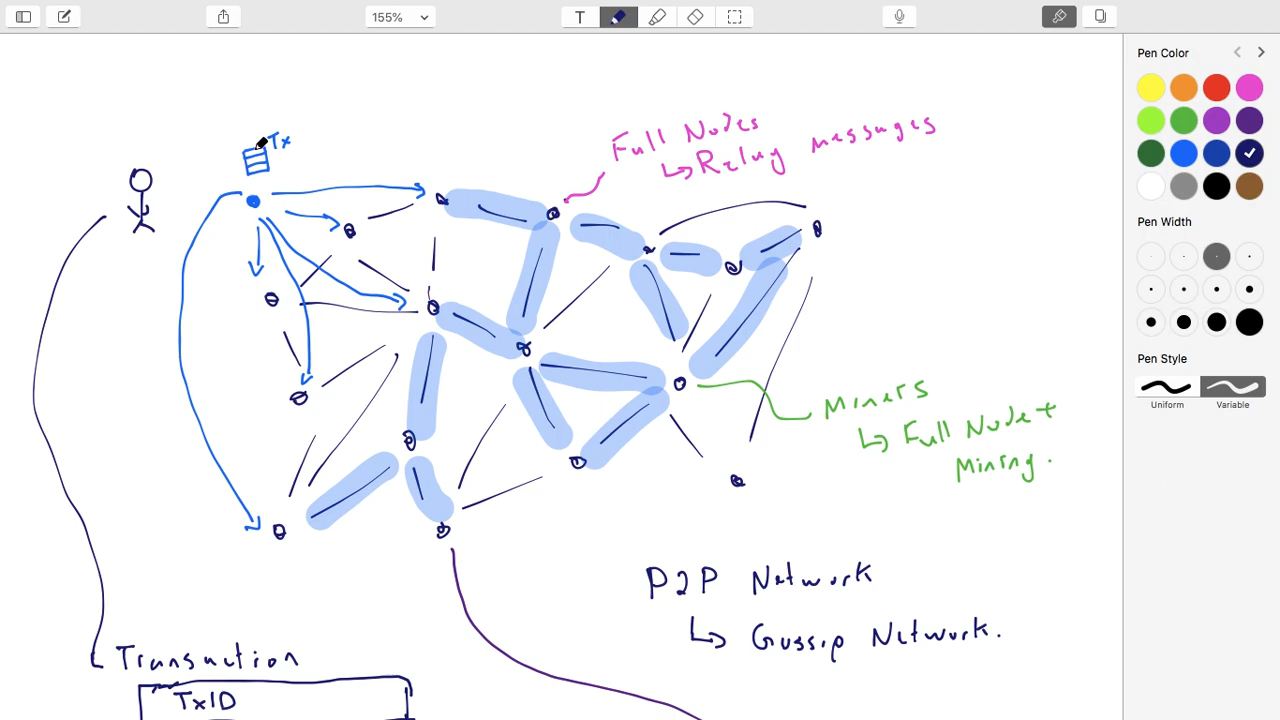 155%
T
Pen Color
Tx
Full Nodes
↳ Relay messages
Pen Width
Pen Style
Uniform Variable
Miners
↳ Full Node +
Mining.
P2P Network
↳ Gossip Network.
Transaction
TxID